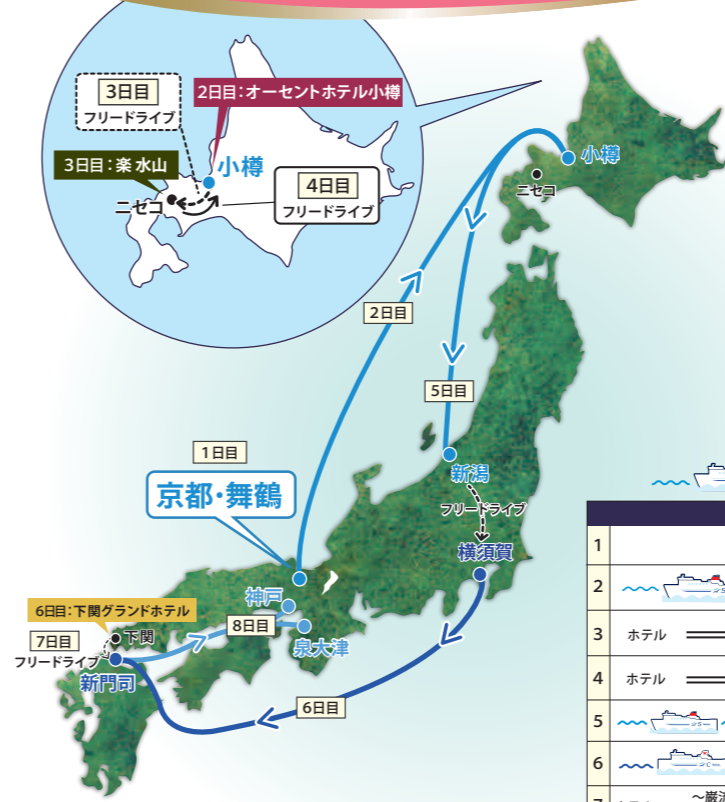 3日目
フリードライブ
2日目：オーセントホテル小樽
3日目：楽 水山
小樽
ニセコ
4日目
フリードライブ
小樽
ニセコ
2日目
5日目
1日目
京都・舞鶴
新潟
フリードライブ
横須賀
神戸
泉大津
8日目
6日目：下関グランドホテル
7日目
フリードライブ
下関
新門司
6日目
1
2
3 ホテル
4 ホテル
5
6